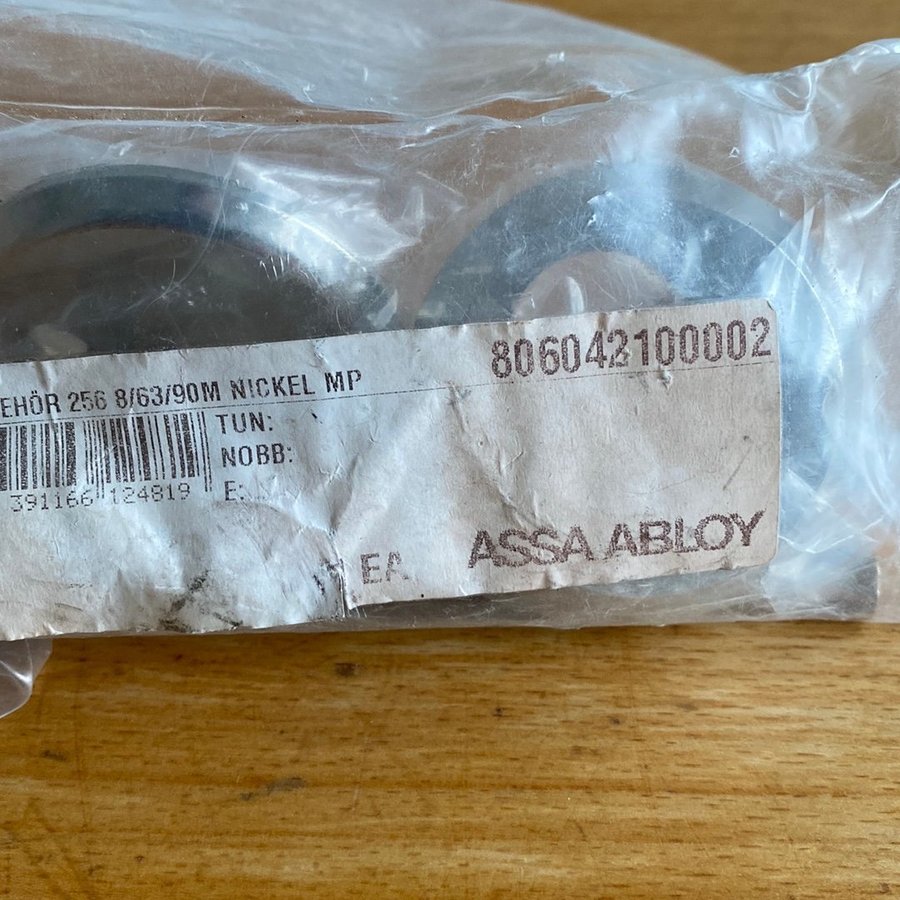 806042100002
EHÖR 256 8/63/90M NICKEL MP
TUN:
NOBB:
391166 124819
E:
EA
ASSA ABLOY